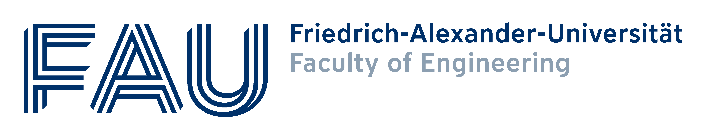 FAU
Friedrich-Alexander-Universität
Faculty of Engineering